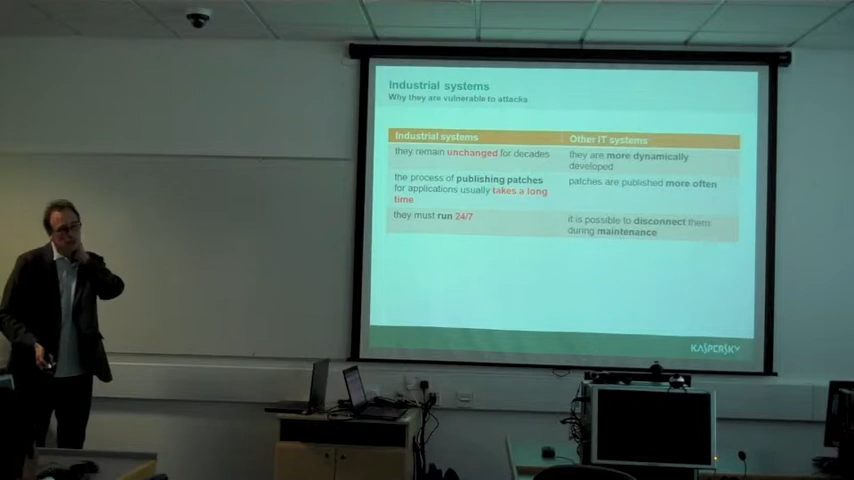 Industrial systems
Why they are vulnerable to attacks
Industrial systems
Other IT systems
they remain unchanged for decades
they are more dynamically
developed
the process of publishing patches
for applications usually takes a long
time
patches are published more often
they must run 24/7
it is possible to disconnect them
during maintenance
KASPERSKY